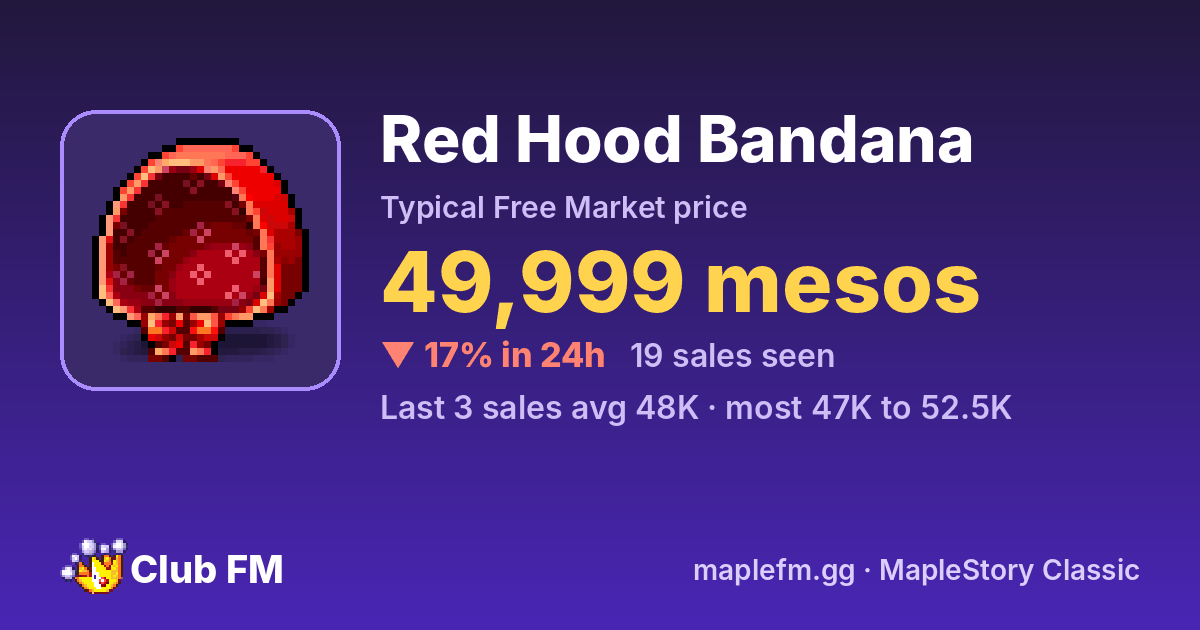 Red Hood Bandana
Typical Free Market price
49,999 mesos
▼ 17% in 24h 19 sales seen
Last 3 sales avg 48K · most 47K to 52.5K
Club FM
maplefm.gg · MapleStory Classic